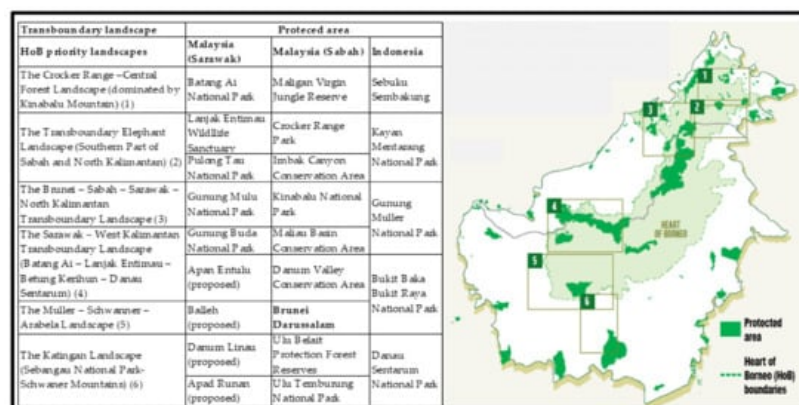 Transboundary landscape
Proteced area
HoB priority landscapes
Malaysia
(Sarawak)
Malaysia (Sabah)
Indonesia
The Crocker Range –Central
Forest Landscape (dominated by
Kinabalu Mountain) (1)
Batang Ai
National Park
Maligan Virgin
Jungle Reserve
Sebuku
Sembakung
The Transboundary Elephant
Landscape (Southern Part of
Sabah and North Kalimantan) (2)
Lanjak Entimau
Wildlife
Sanctuary
Crocker Range
Park
Kayan
Mentarang
National Park
Pulong Tau
National Park
Imbak Canyon
Conservation Area
The Brunei – Sabah – Sarawak –
North Kalimantan
Transboundary Landscape (3)
Gunung Mulu
National Park
Kinabalu National
Park
Gunung
Muller
National Park
The Sarawak – West Kalimantan
Transboundary Landscape
(Batang Ai – Lanjak Entimau –
Betung Kerihun – Danau
Sentarum) (4)
Gunung Buda
National Park
Maliau Basin
Conservation Area
Apan Entulu
(proposed)
Danum Valley
Conservation Area
Bukit Baka
Bukit Raya
National Park
The Muller – Schwanner –
Arabela Landscape (5)
Balleh
(proposed)
Brunei
Darussalam
The Katingan Landscape
(Sebangau National Park-
Schwaner Mountains) (6)
Danum Linau
(proposed)
Ulu Belait
Protection Forest
Reserves
Danau
Sentarum
National Park
Apad Runan
(proposed)
Ulu Temburung
National Park
1
2
3
4
5
6
HEART
OF BORNEO
Protected
area
Heart of
Borneo (HoB)
boundaries